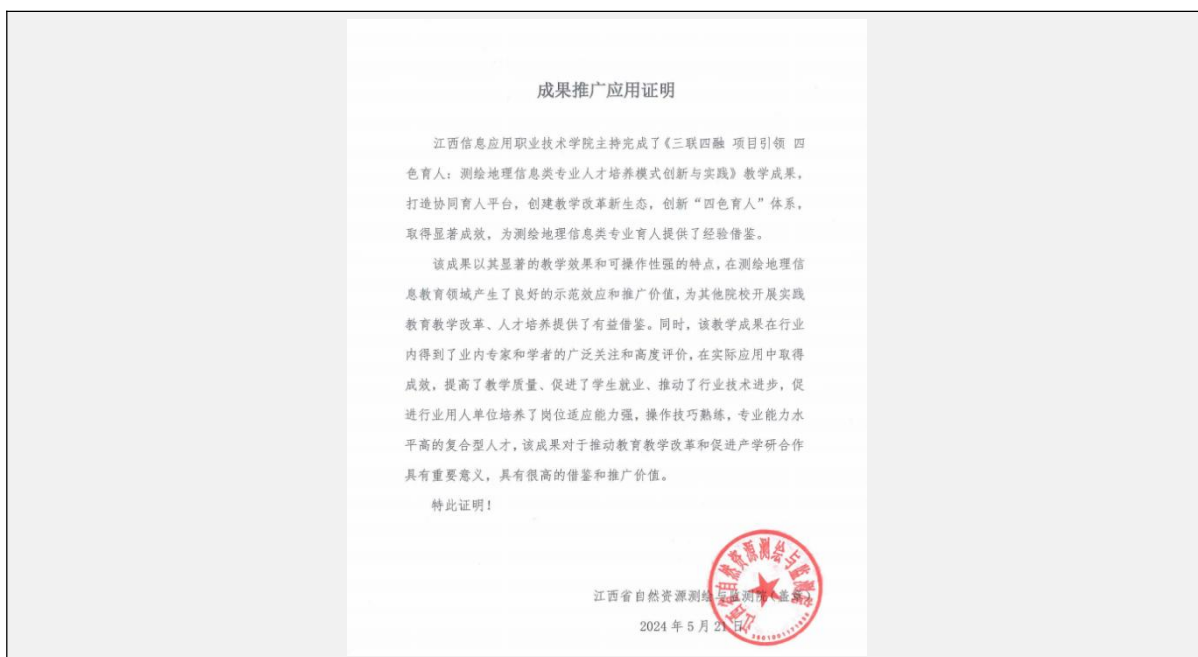 成果推广应用证明
江西信息应用职业技术学院主持完成了《三联四融 项目引领 四
色育人：测绘地理信息类专业人才培养模式创新与实践》教学成果，
打造协同育人平台，创建教学改革新生态，创新“四色育人”体系，
取得显著成效，为测绘地理信息类专业育人提供了经验借鉴。
该成果以其显著的教学效果和可操作性强的特点，在测绘地理信
息教育领域产生了良好的示范效应和推广价值，为其他院校开展实践
教育教学改革、人才培养提供了有益借鉴。同时，该教学成果在行业
内得到了业内专家和学者的广泛关注和高度评价，在实际应用中取得
成效，提高了教学质量、促进了学生就业、推动了行业技术进步，促
进行业用人单位培养了岗位适应能力强，操作技巧熟练，专业能力水
平高的复合型人才，该成果对于推动教育教学改革和促进产学研合作
具有重要意义，具有很高的借鉴和推广价值。
特此证明！
江西省自然资源测绘与监测院（盖章）
2024 年 5 月 21 日
江西省自然资源测绘与监测院